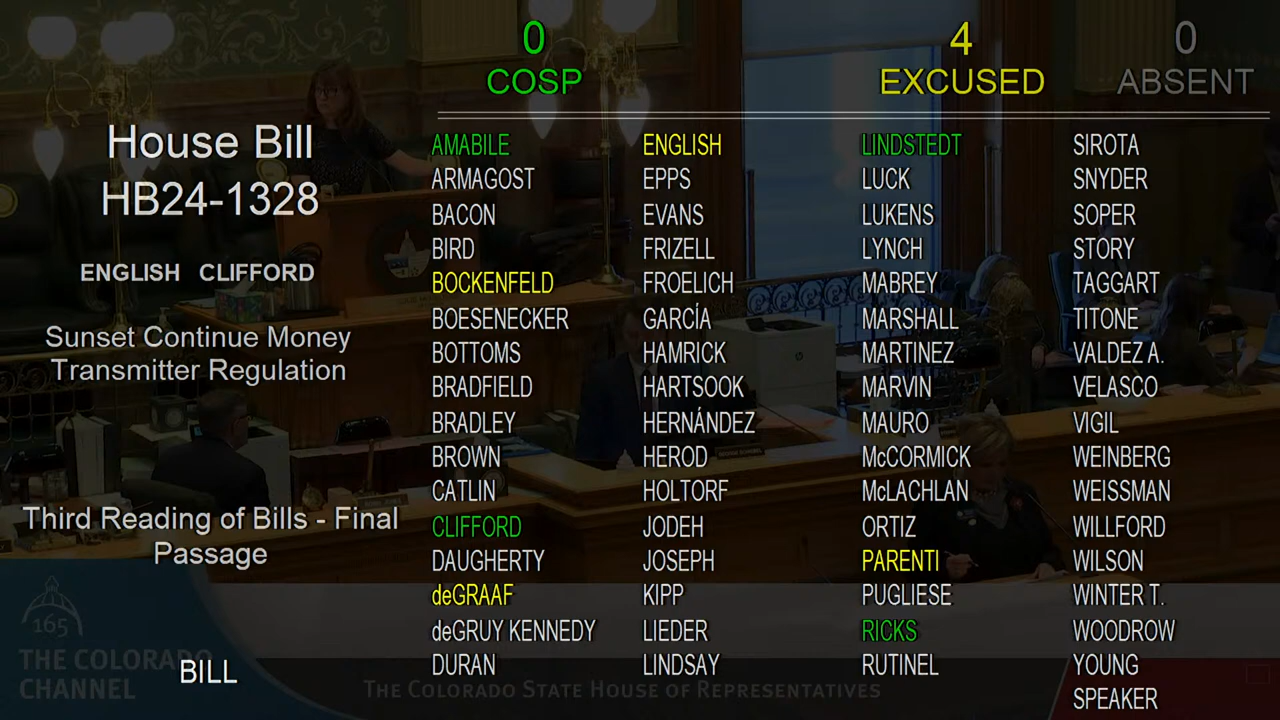 0
COSP
4
EXCUSED
0
ABSENT
House Bill
HB24-1328
ENGLISH CLIFFORD
Sunset Continue Money
Transmitter Regulation
Third Reading of Bills - Final
Passage
BILL
AMABILE
ARMAGOST
BACON
BIRD
BOCKENFELD
BOESENECKER
BOTTOMS
BRADFIELD
BRADLEY
BROWN
CATLIN
CLIFFORD
DAUGHERTY
deGRAAF
deGRUY KENNEDY
DURAN
ENGLISH
EPPS
EVANS
FRIZELL
FROELICH
GARCÍA
HAMRICK
HARTSOOK
HERNÁNDEZ
HEROD
HOLTORF
JODEH
JOSEPH
KIPP
LIEDER
LINDSAY
LINDSTEDT
LUCK
LUKENS
LYNCH
MABREY
MARSHALL
MARTINEZ
MARVIN
MAURO
McCORMICK
McLACHLAN
ORTIZ
PARENTI
PUGLIESE
RICKS
RUTINEL
SIROTA
SNYDER
SOPER
STORY
TAGGART
TITONE
VALDEZ A.
VELASCO
VIGIL
WEINBERG
WEISSMAN
WILLFORD
WILSON
WINTER T.
WOODROW
YOUNG
SPEAKER
165
THE COLORADO
CHANNEL
THE COLORADO STATE HOUSE OF REPRESENTATIVES